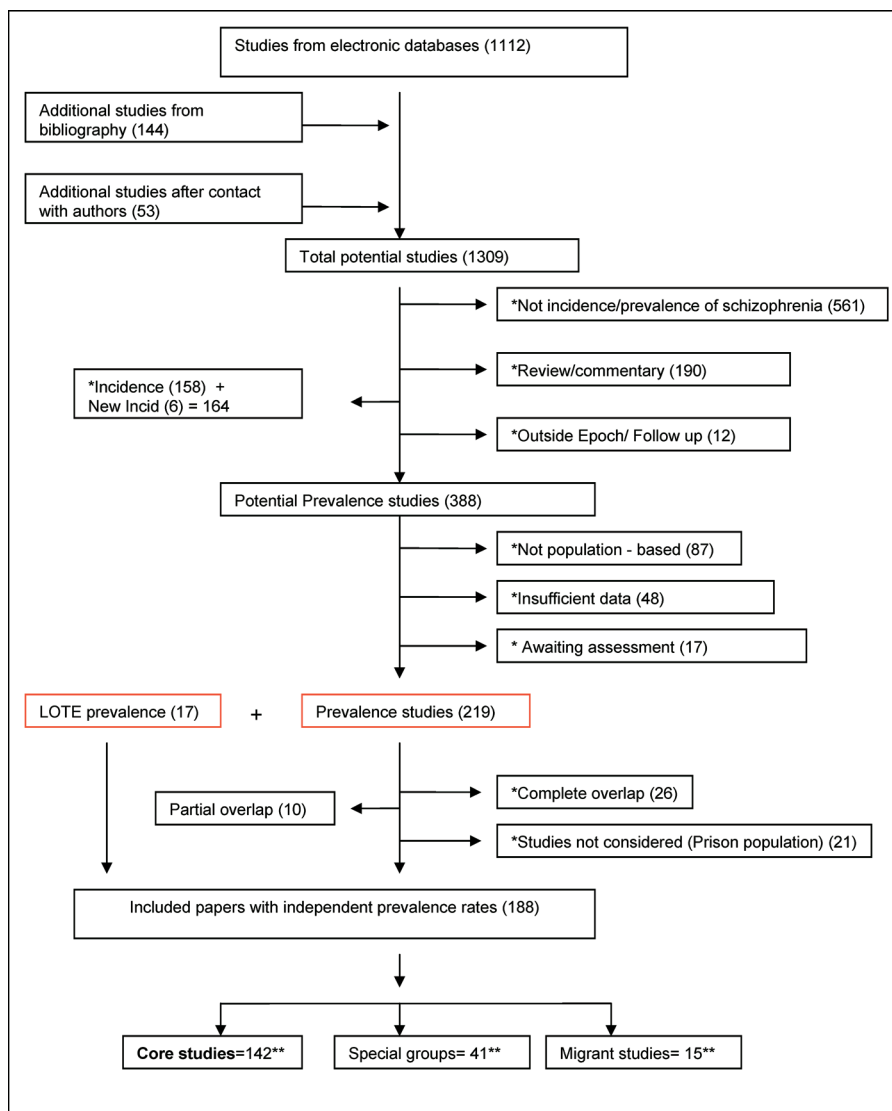 Studies from electronic databases (1112)
Additional studies from
bibliography (144)
Additional studies after contact
with authors (53)
Total potential studies (1309)
*Not incidence/prevalence of schizophrenia (561)
*Review/commentary (190)
*Incidence (158)  +
New Incid (6) = 164
*Outside Epoch/ Follow up (12)
Potential Prevalence studies (388)
*Not population - based (87)
*Insufficient data (48)
* Awaiting assessment (17)
LOTE prevalence (17) + Prevalence studies (219)
*Complete overlap (26)
Partial overlap (10)
*Studies not considered (Prison population) (21)
Included papers with independent prevalence rates (188)
Core studies=142** Special groups= 41** Migrant studies= 15**